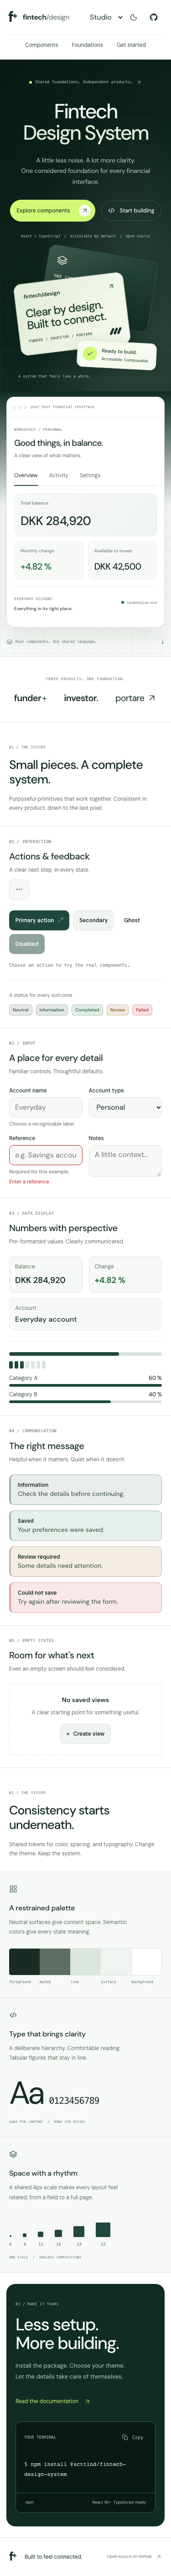 f+ fintech/design Studio
Components Foundations Get started
Shared foundations. Independent products.
Fintech
Design System
A little less noise. A lot more clarity.
One considered foundation for every financial
interface.
Explore components
Start building
React + TypeScript / Accessible by default / Open source
fintech/design
Clear by design.
Built to connect.
FUNDER / INVESTOR / PORTARE
Ready to build.
Accessible. Composable.
A system that feels like a whole.
your next financial interface
WORKSPACE / PERSONAL
Good things, in balance.
A clear view of what matters.
Overview Activity Settings
Total balance
DKK 284,920
Monthly change
+4.82 %
Available to invest
DKK 42,500
EVERYDAY ACCOUNT
Everything in its right place.
Updated just now
Real components. One shared language.
THREE PRODUCTS. ONE FOUNDATION.
funder+ investor. portare
01 / THE SYSTEM
Small pieces. A complete
system.
Purposeful primitives that work together. Consistent in
every product, down to the last pixel.
01 / INTERACTION
Actions & feedback
A clear next step, in every state.
Primary action
Secondary
Ghost
Disabled
Choose an action to try the real components.
A status for every outcome
Neutral Information Completed Review Failed
02 / INPUT
A place for every detail
Familiar controls. Thoughtful defaults.
Account name
Everyday
Choose a recognizable label.
Account type
Personal
Reference
e.g. Savings accou
Required for this example.
Enter a reference.
Notes
A little context...
03 / DATA DISPLAY
Numbers with perspective
Pre-formatted values. Clearly communicated.
Balance
DKK 284,920
Change
+4.82 %
Account
Everyday account
Category A 60 %
Category B 40 %
04 / COMMUNICATION
The right message
Helpful when it matters. Quiet when it doesn't.
Information
Check the details before continuing.
Saved
Your preferences were saved.
Review required
Some details need attention.
Could not save
Try again after reviewing the form.
05 / EMPTY STATES
Room for what's next
Even an empty screen should feel considered.
No saved views
A clear starting point for something useful.
+ Create view
02 / THE SYSTEM
Consistency starts
underneath.
Shared tokens for color, spacing, and typography. Change
the theme. Keep the system.
A restrained palette
Neutral surfaces give content space. Semantic
colors give every state meaning.
foreground muted line surface background
Type that brings clarity
A deliberate hierarchy. Comfortable reading.
Tabular figures that stay in line.
Aa 0123456789
SANS FOR CONTENT / MONO FOR DETAIL
Space with a rhythm
A shared 4px scale makes every layout feel
related, from a field to a full page.
4 8 12 16 24 32
ONE SCALE / ENDLESS COMPOSITIONS
03 / MAKE IT YOURS
Less setup.
More building.
Install the package. Choose your theme.
Let the details take care of themselves.
Read the documentation
YOUR TERMINAL
Copy
$ npm install @scttlnd/fintech-
design-system
npm
React 18+ · TypeScript ready
f+ Built to feel connected.
Open source on GitHub